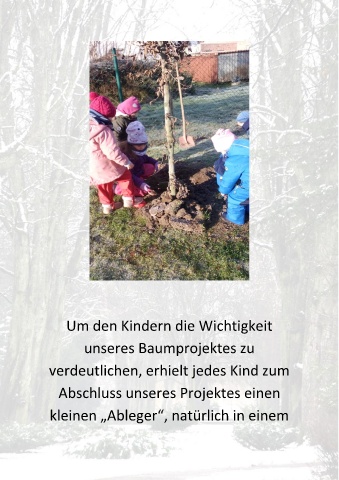 Um den Kindern die Wichtigkeit
unseres Baumprojektes zu
verdeutlichen, erhielt jedes Kind zum
Abschluss unseres Projektes einen
kleinen „Ableger“, natürlich in einem